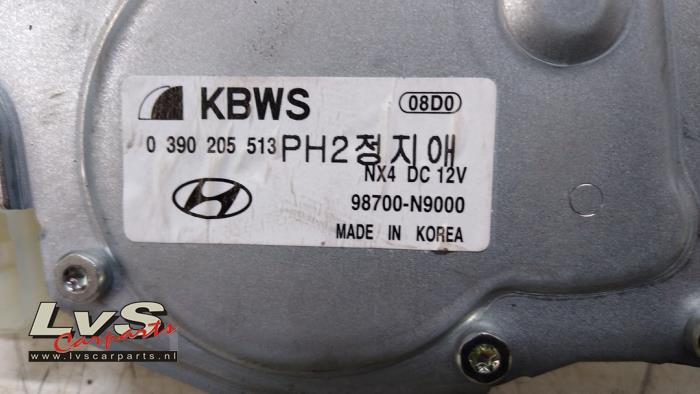 KBWS
08D0
0 390 205 513 PH2정지애
NX4 DC 12V
98700-N9000
MADE IN KOREA
LvS
Carparts
www.lvscarparts.nl